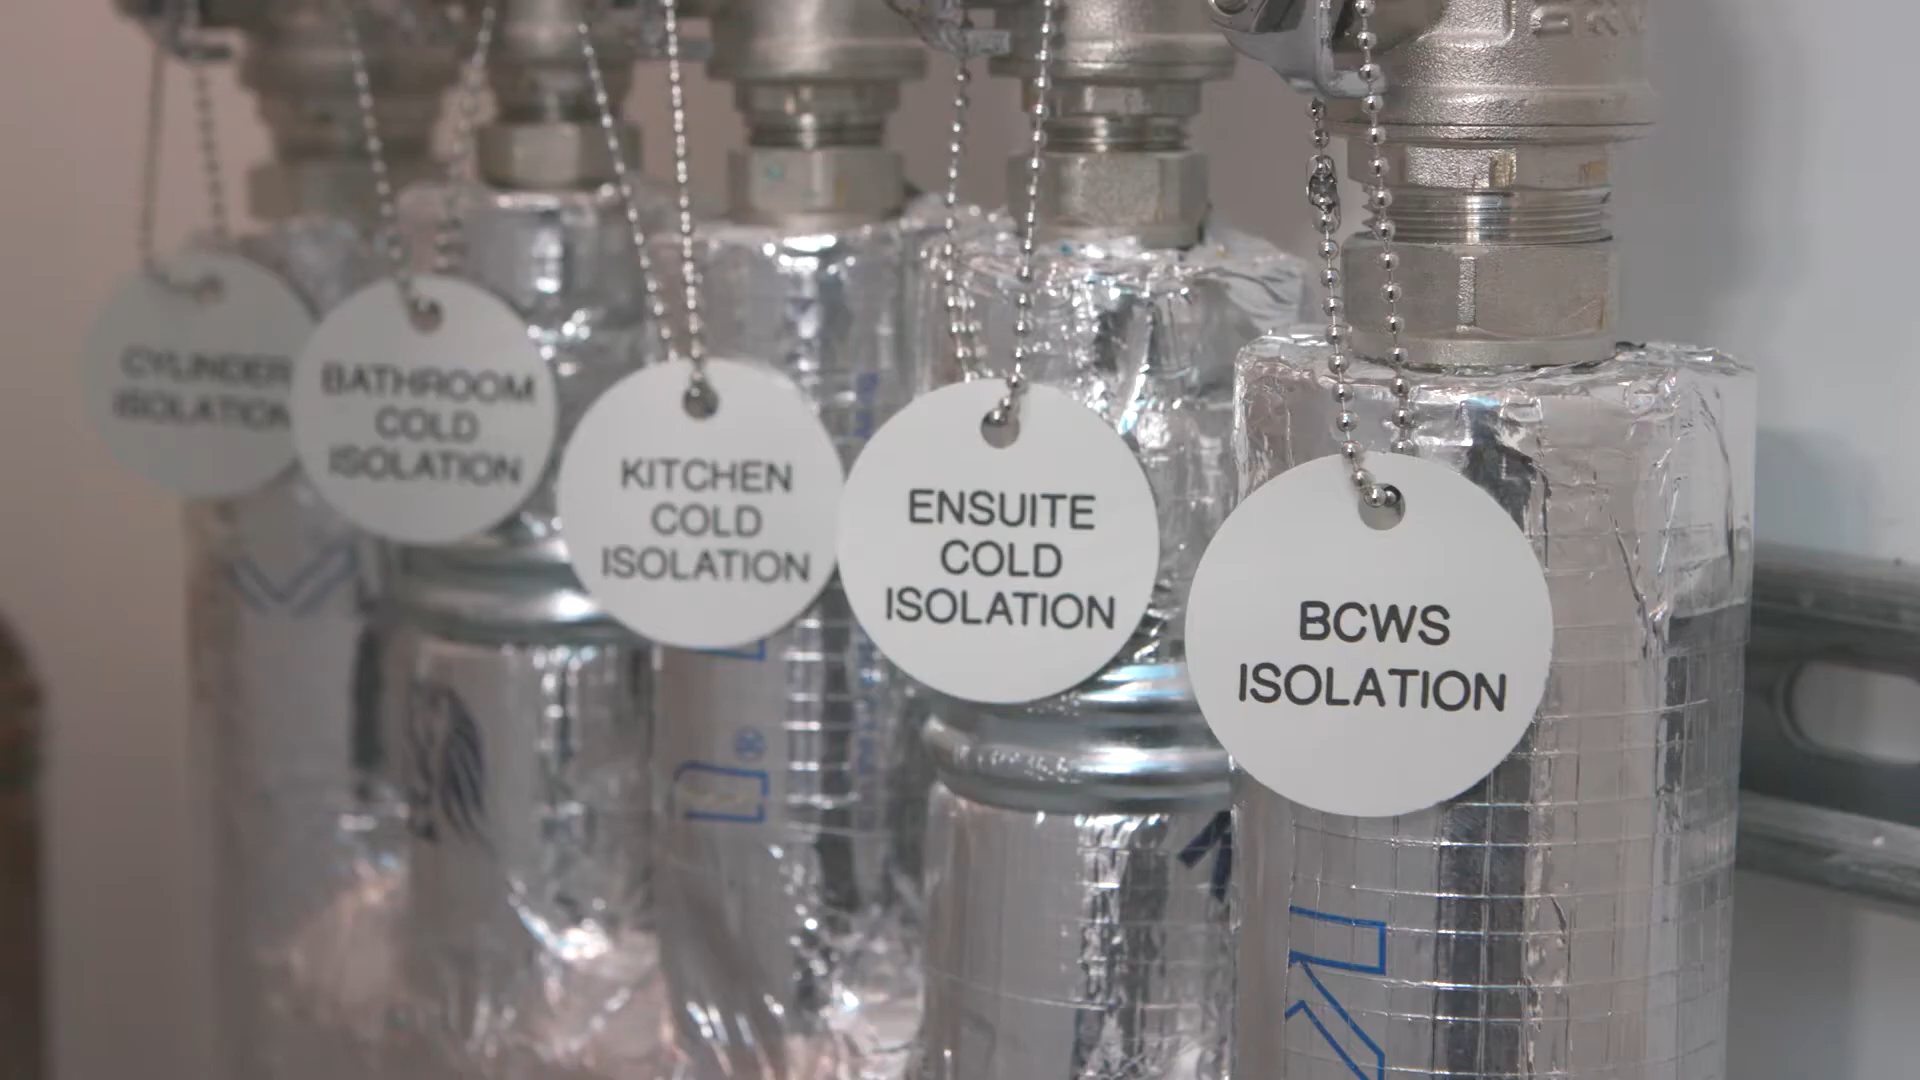 CYLINDER
ISOLATION
BATHROOM
COLD
ISOLATION
KITCHEN
COLD
ISOLATION
ENSUITE
COLD
ISOLATION
BCWS
ISOLATION